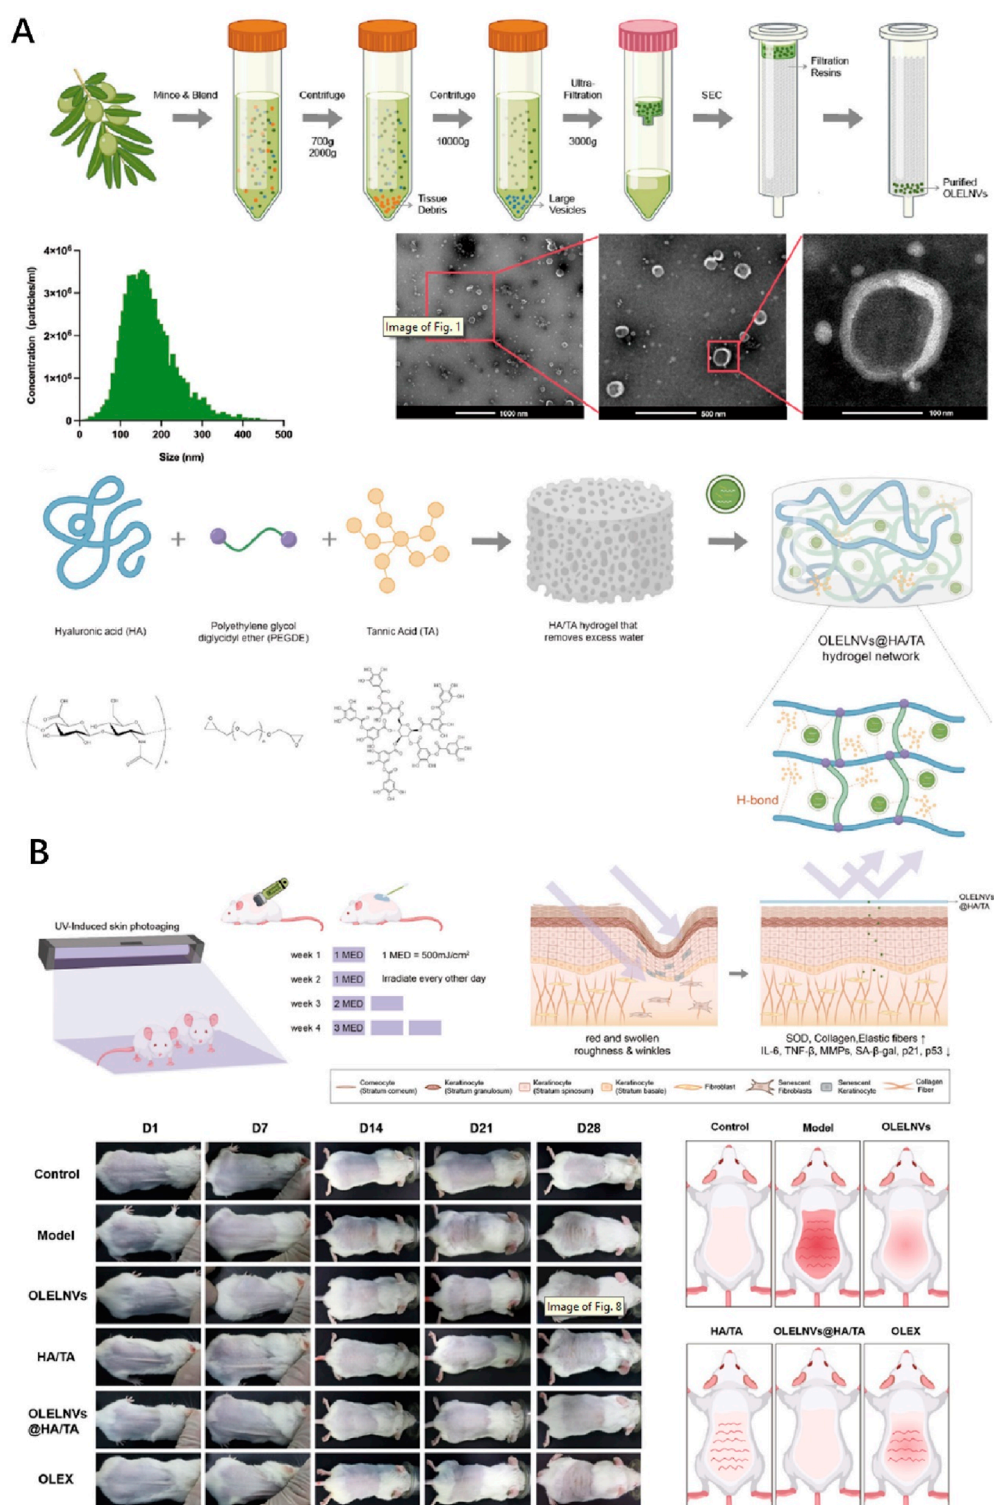 A
Mince & Blend
Centrifuge
700g
2000g
Centrifuge
10000g
Ultra-
Filtration
3000g
SEC
Filtration
Resins
Tissue
Debris
Large
Vesicles
Purified
OLELNVs
Concentration (particles/ml)
4×10⁶
3×10⁶
2×10⁶
1×10⁶
0
0 100 200 300 400 500
Size (nm)
Image of Fig. 1
1000 nm
500 nm
100 nm
+
+
Hyaluronic acid (HA)
Polyethylene glycol
diglycidyl ether (PEGDE)
Tannic Acid (TA)
HA/TA hydrogel that
removes excess water
OLELNVs@HA/TA
hydrogel network
H-bond
B
UV-Induced skin photoaging
week 1 1 MED 1 MED = 500mJ/cm²
week 2 1 MED Irradiate every other day
week 3 2 MED
week 4 3 MED
OLELNVs
@HA/TA
red and swollen
roughness & winkles
SOD, Collagen,Elastic fibers ↑
IL-6, TNF-β, MMPs, SA-β-gal, p21, p53 ↓
Corneocyte
(Stratum corneum)
Keratinocyte
(Stratum granulosum)
Keratinocyte
(Stratum spinosum)
Keratinocyte
(Stratum basale)
Fibroblast
Senescent
Fibroblasts
Senescent
Keratinocyte
Collagen
Fiber
D1 D7 D14 D21 D28
Control
Model
OLELNVs
Image of Fig. 8
HA/TA
OLELNVs
@HA/TA
OLEX
Control Model OLELNVs
HA/TA OLELNVs@HA/TA OLEX